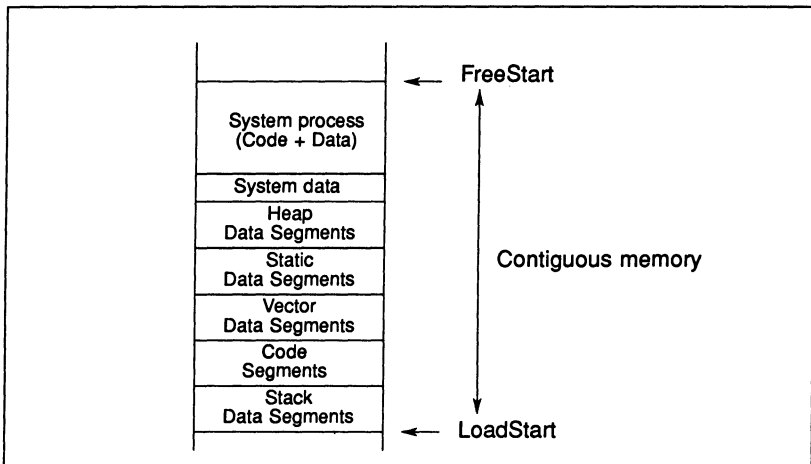 FreeStart
System process
(Code + Data)
System data
Heap
Data Segments
Static
Data Segments
Contiguous memory
Vector
Data Segments
Code
Segments
Stack
Data Segments
LoadStart